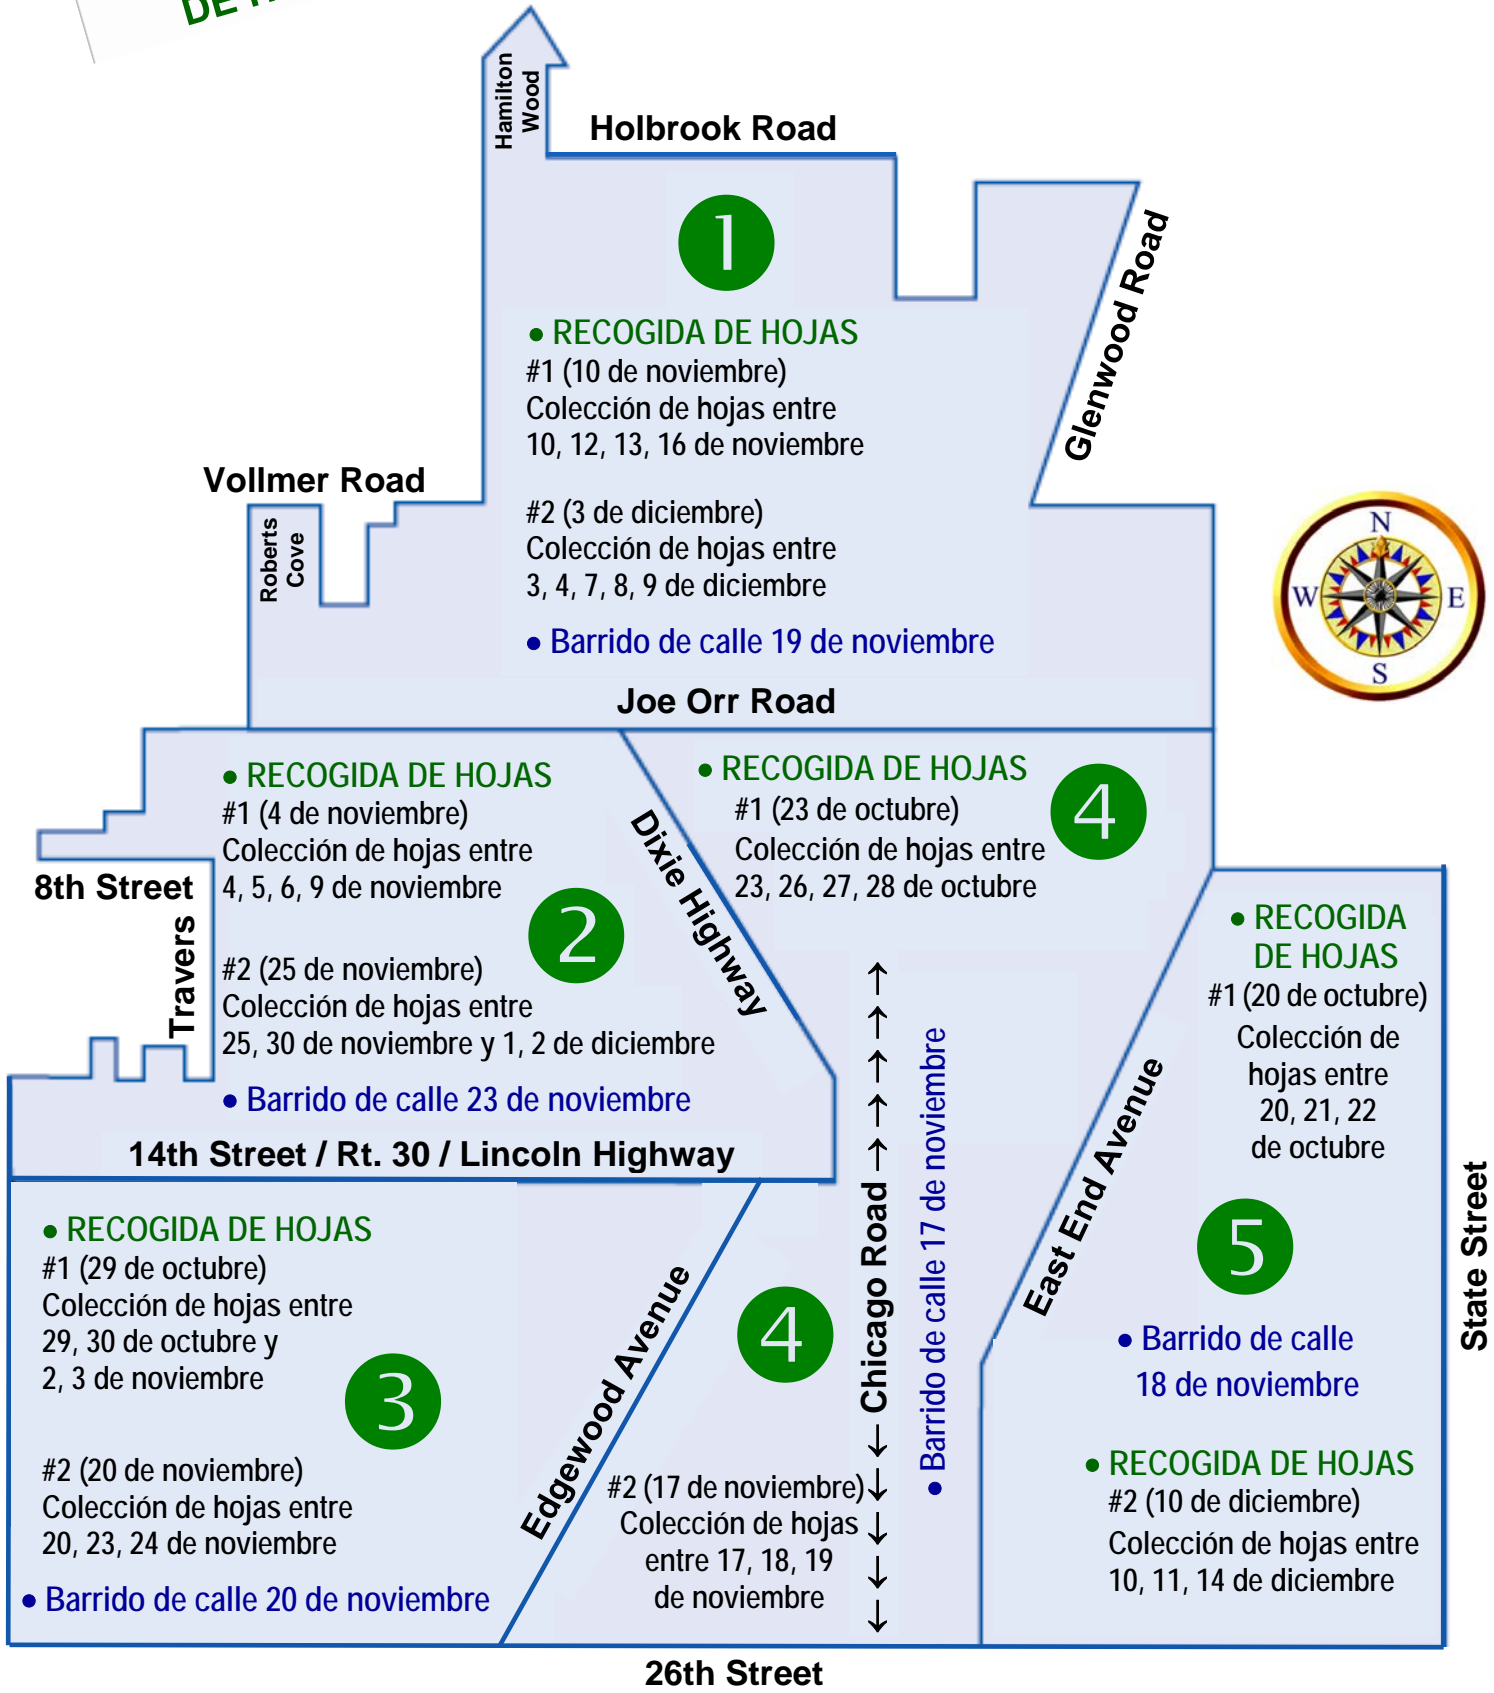 Hamilton
Wood
Holbrook Road
1
Glenwood Road
• RECOGIDA DE HOJAS
#1 (10 de noviembre)
Colección de hojas entre
10, 12, 13, 16 de noviembre
#2 (3 de diciembre)
Colección de hojas entre
3, 4, 7, 8, 9 de diciembre
• Barrido de calle 19 de noviembre
Vollmer Road
Roberts
Cove
N
W
E
S
Joe Orr Road
• RECOGIDA DE HOJAS
#1 (4 de noviembre)
Colección de hojas entre
4, 5, 6, 9 de noviembre
2
#2 (25 de noviembre)
Colección de hojas entre
25, 30 de noviembre y 1, 2 de diciembre
• Barrido de calle 23 de noviembre
8th Street
Travers
Dixie Highway
• RECOGIDA DE HOJAS
#1 (23 de octubre)
Colección de hojas entre
23, 26, 27, 28 de octubre
4
14th Street / Rt. 30 / Lincoln Highway
• RECOGIDA DE HOJAS
#1 (29 de octubre)
Colección de hojas entre
29, 30 de octubre y
2, 3 de noviembre
3
#2 (20 de noviembre)
Colección de hojas entre
20, 23, 24 de noviembre
• Barrido de calle 20 de noviembre
Edgewood Avenue
4
#2 (17 de noviembre)
Colección de hojas
entre 17, 18, 19
de noviembre
← ← ← ← ← Chicago Road → → → → →
• Barrido de calle 17 de noviembre
East End Avenue
• RECOGIDA
DE HOJAS
#1 (20 de octubre)
Colección de
hojas entre
20, 21, 22
de octubre
5
• Barrido de calle
18 de noviembre
• RECOGIDA DE HOJAS
#2 (10 de diciembre)
Colección de hojas entre
10, 11, 14 de diciembre
State Street
26th Street